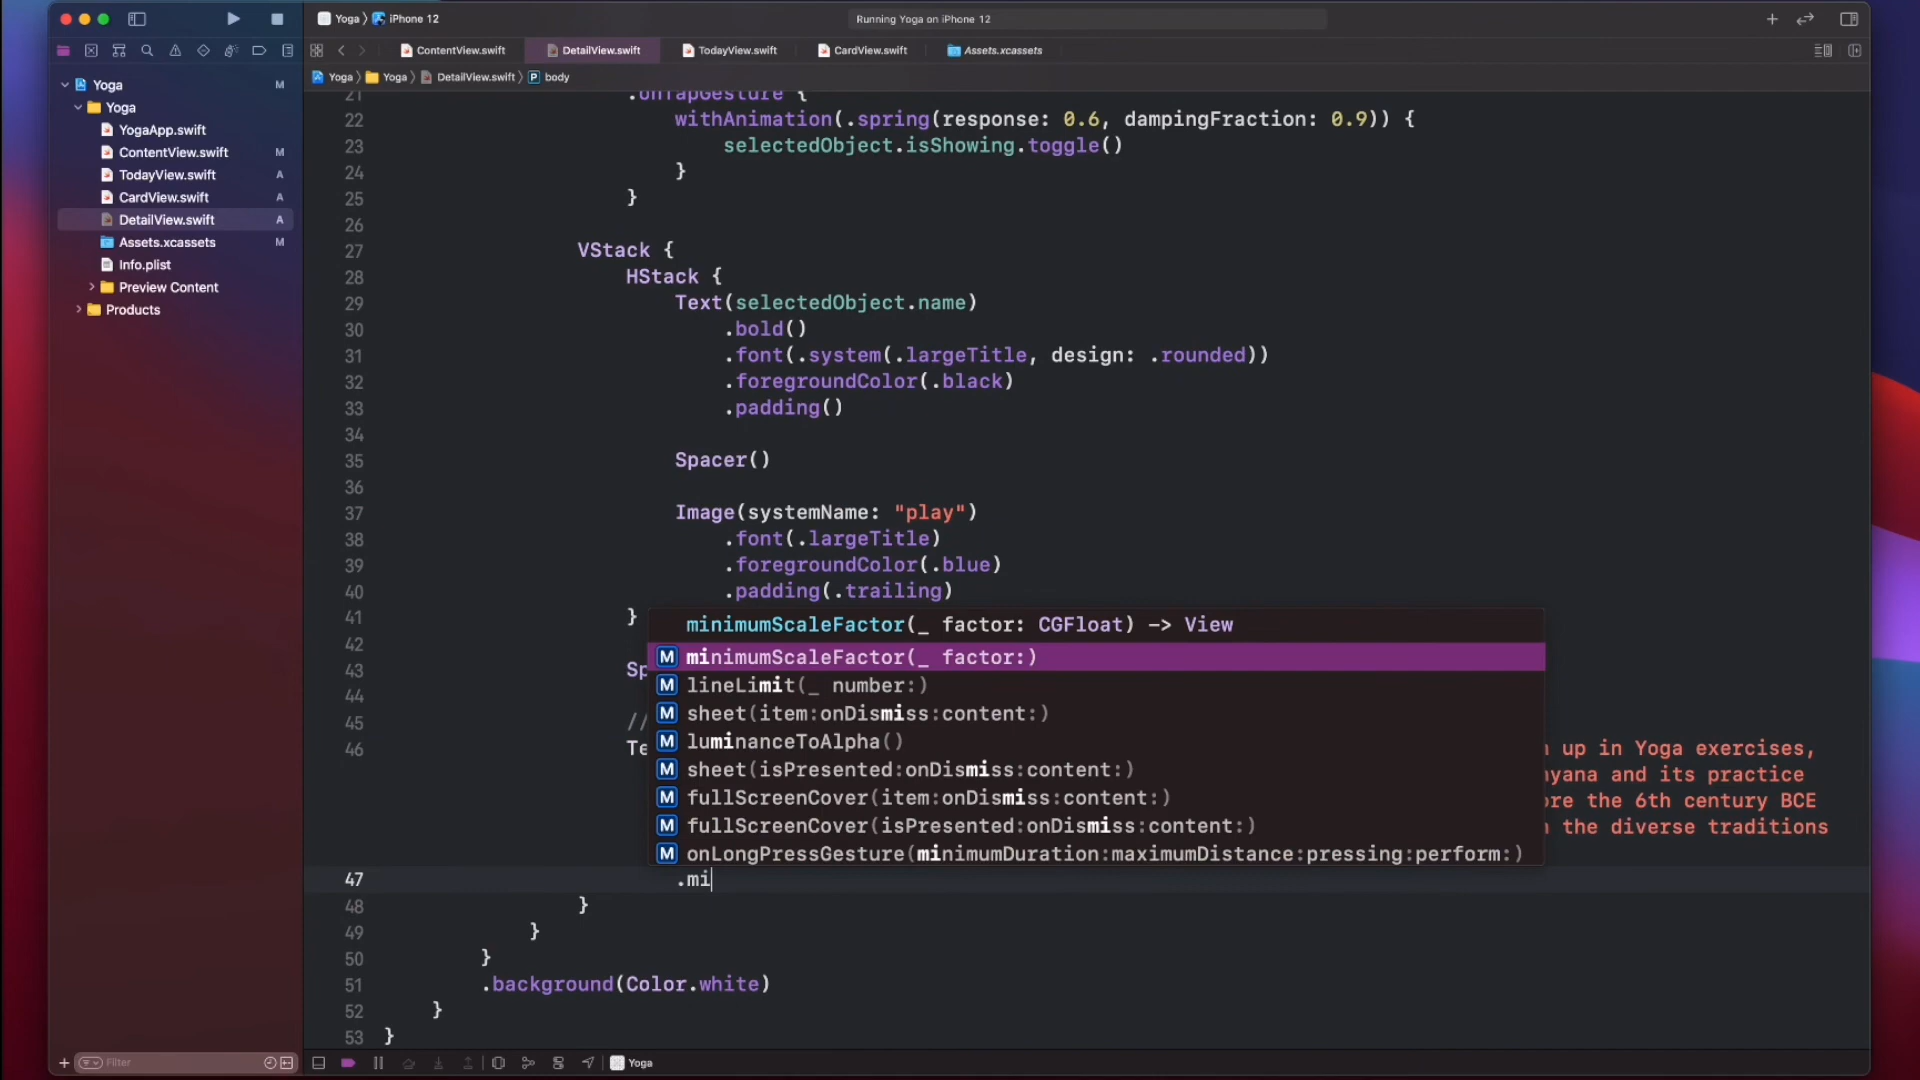 Yoga 〉 iPhone 12
Running Yoga on iPhone 12
ContentView.swift
DetailView.swift
TodayView.swift
CardView.swift
Assets.xcassets
Yoga 〉 Yoga 〉 DetailView.swift 〉 P body
Yoga M
Yoga
YogaApp.swift
ContentView.swift M
TodayView.swift A
CardView.swift A
DetailView.swift A
Assets.xcassets M
Info.plist
Preview Content
Products
21 .onTapGesture {
22 withAnimation(.spring(response: 0.6, dampingFraction: 0.9)) {
23 selectedObject.isShowing.toggle()
24 }
25 }
26
27 VStack {
28 HStack {
29 Text(selectedObject.name)
30 .bold()
31 .font(.system(.largeTitle, design: .rounded))
32 .foregroundColor(.black)
33 .padding()
34
35 Spacer()
36
37 Image(systemName: "play")
38 .font(.largeTitle)
39 .foregroundColor(.blue)
40 .padding(.trailing)
41 }
42
43 Sp
44
45 //
46 Te
minimumScaleFactor(_ factor: CGFloat) -> View
M minimumScaleFactor(_ factor:)
M lineLimit(_ number:)
M sheet(item:onDismiss:content:)
M luminanceToAlpha()
M sheet(isPresented:onDismiss:content:)
M fullScreenCover(item:onDismiss:content:)
M fullScreenCover(isPresented:onDismiss:content:)
M onLongPressGesture(minimumDuration:maximumDistance:pressing:perform:)
up in Yoga exercises,
hyana and its practice
ore the 6th century BCE
the diverse traditions
47 .mi
48 }
49 }
50 }
51 .background(Color.white)
52 }
53 }
Filter
Yoga